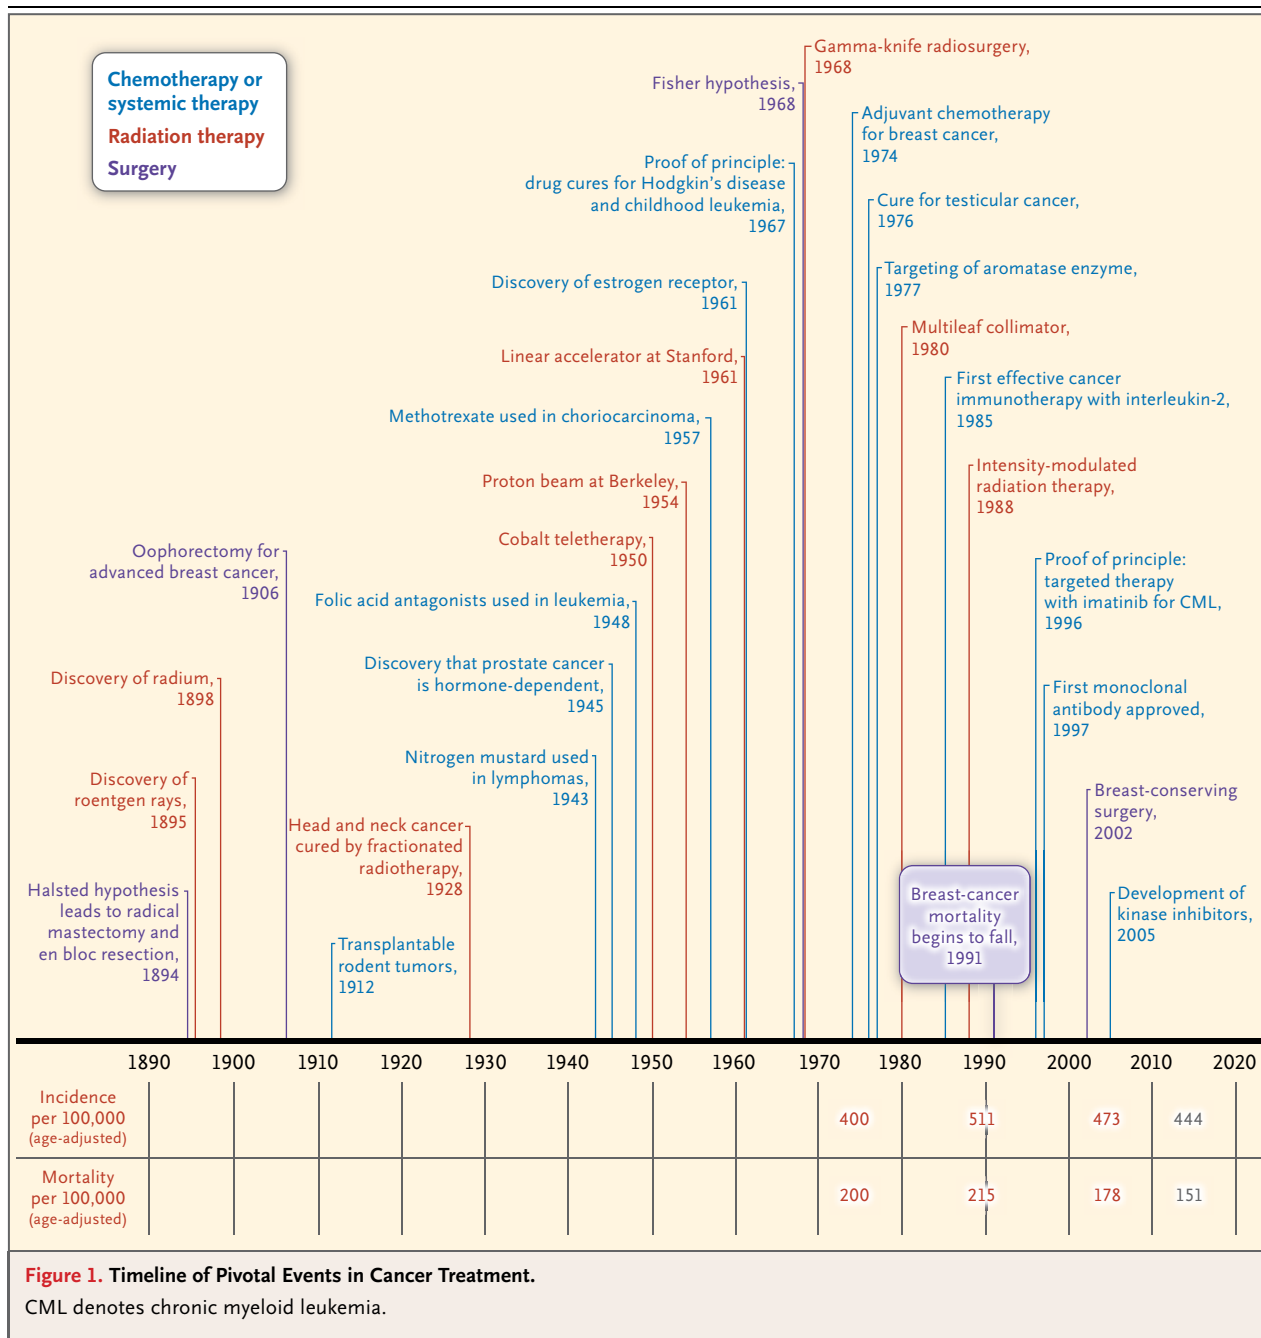 Chemotherapy or
systemic therapy
Radiation therapy
Surgery
Gamma-knife radiosurgery,
1968
Fisher hypothesis,
1968
Adjuvant chemotherapy
for breast cancer,
1974
Proof of principle:
drug cures for Hodgkin's disease
and childhood leukemia,
1967
Cure for testicular cancer,
1976
Targeting of aromatase enzyme,
1977
Discovery of estrogen receptor,
1961
Multileaf collimator,
1980
Linear accelerator at Stanford,
1961
First effective cancer
immunotherapy with interleukin-2,
1985
Methotrexate used in choriocarcinoma,
1957
Intensity-modulated
radiation therapy,
1988
Proton beam at Berkeley,
1954
Cobalt teletherapy,
1950
Oophorectomy for
advanced breast cancer,
1906
Proof of principle:
targeted therapy
with imatinib for CML,
1996
Folic acid antagonists used in leukemia,
1948
Discovery that prostate cancer
is hormone-dependent,
1945
Discovery of radium,
1898
First monoclonal
antibody approved,
1997
Nitrogen mustard used
in lymphomas,
1943
Discovery of
roentgen rays,
1895
Breast-conserving
surgery,
2002
Head and neck cancer
cured by fractionated
radiotherapy,
1928
Halsted hypothesis
leads to radical
mastectomy and
en bloc resection,
1894
Breast-cancer
mortality
begins to fall,
1991
Development of
kinase inhibitors,
2005
Transplantable
rodent tumors,
1912
1890 1900 1910 1920 1930 1940 1950 1960 1970 1980 1990 2000 2010 2020
Incidence
per 100,000
(age-adjusted)
400 511 473 444
Mortality
per 100,000
(age-adjusted)
200 215 178 151
Figure 1. Timeline of Pivotal Events in Cancer Treatment.
CML denotes chronic myeloid leukemia.